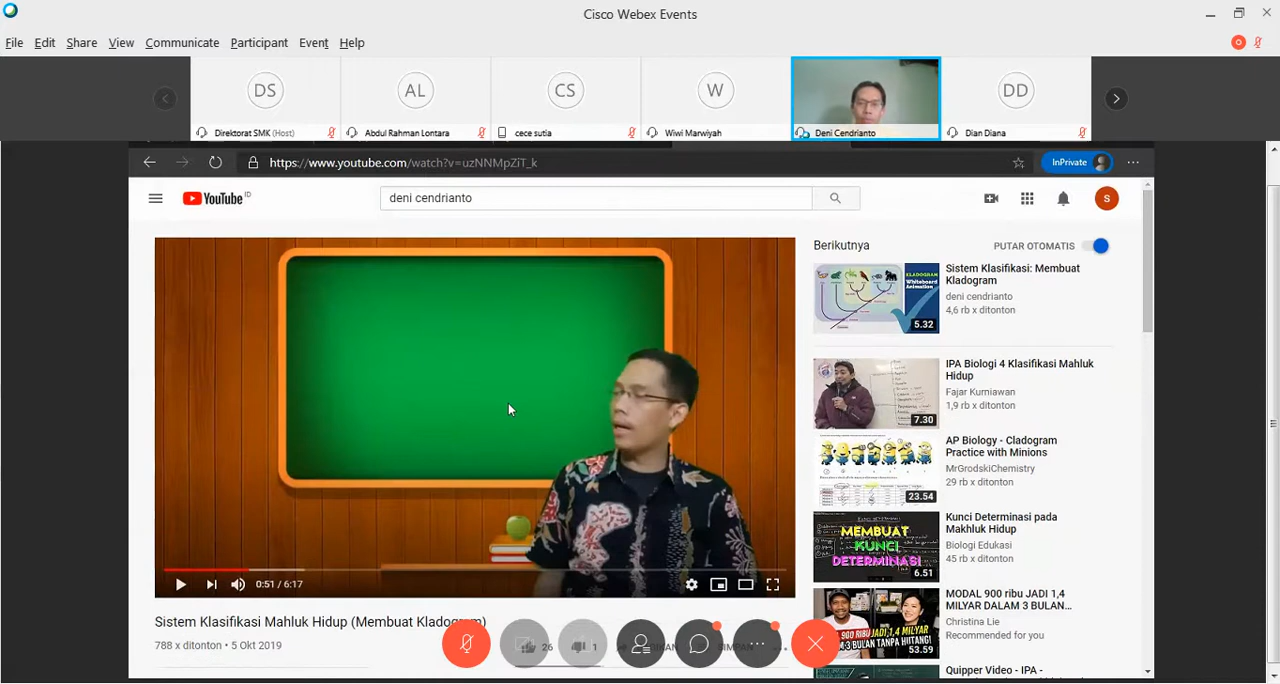 Cisco Webex Events
File Edit Share View Communicate Participant Event Help
DS AL CS W DD
Direktorat SMK (Host) Abdul Rahman Lontara cece sutia Wiwi Marwiyah Deni Cendrianto Dian Diana
https://www.youtube.com/watch?v=uzNNMpZiT_k InPrivate
YouTube ID deni cendrianto S
Berikutnya PUTAR OTOMATIS
Sistem Klasifikasi: Membuat
Kladogram
deni cendrianto
4,6 rb x ditonton
KLADOGRAM
Whiteboard
Animation
5.32
IPA Biologi 4 Klasifikasi Mahluk
Hidup
Fajar Kurniawan
1,9 rb x ditonton
7.30
AP Biology - Cladogram
Practice with Minions
MrGrodskiChemistry
29 rb x ditonton
23.54
Kunci Determinasi pada
Makhluk Hidup
Biologi Edukasi
45 rb x ditonton
MEMBUAT
KUNCI
DETERMINASI
6.51
MODAL 900 ribu JADI 1,4
MILYAR DALAM 3 BULAN...
Christina Lie
Recommended for you
53.59
Quipper Video - IPA -
0:51 / 6:17
Sistem Klasifikasi Mahluk Hidup (Membuat Kladogram)
788 x ditonton • 5 Okt 2019
26 1 SIMPAN